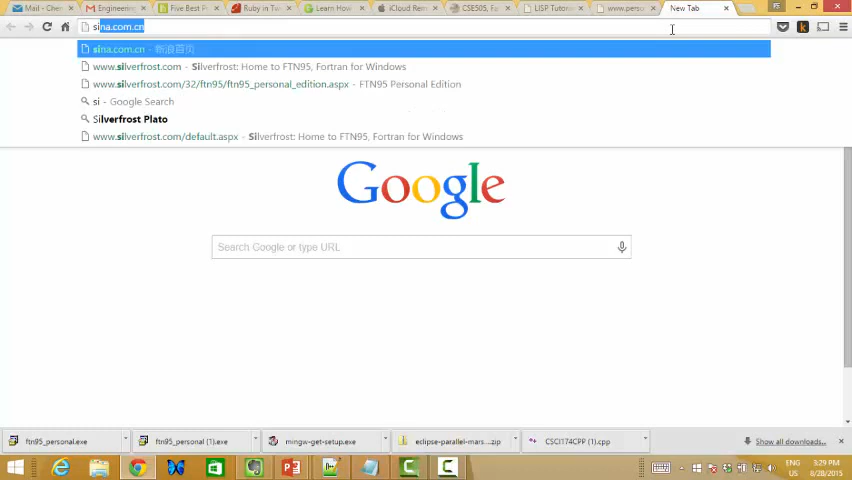 Mail - Chen
Engineering
Five Best P
Ruby in Tw
Learn How
iCloud Rem
CSE505, Fa
LISP Tutoria
www.perso
New Tab
sina.com.cn
sina.com.cn - 新浪首页
www.silverfrost.com - Silverfrost: Home to FTN95, Fortran for Windows
www.silverfrost.com/32/ftn95/ftn95_personal_edition.aspx - FTN95 Personal Edition
si - Google Search
Silverfrost Plato
www.silverfrost.com/default.aspx - Silverfrost: Home to FTN95, Fortran for Windows
Google
Search Google or type URL
ftn95_personal.exe
ftn95_personal (1).exe
mingw-get-setup.exe
eclipse-parallel-mars....zip
CSCI174CPP (1).cpp
Show all downloads...
ENG 3:29 PM
US 8/28/2015